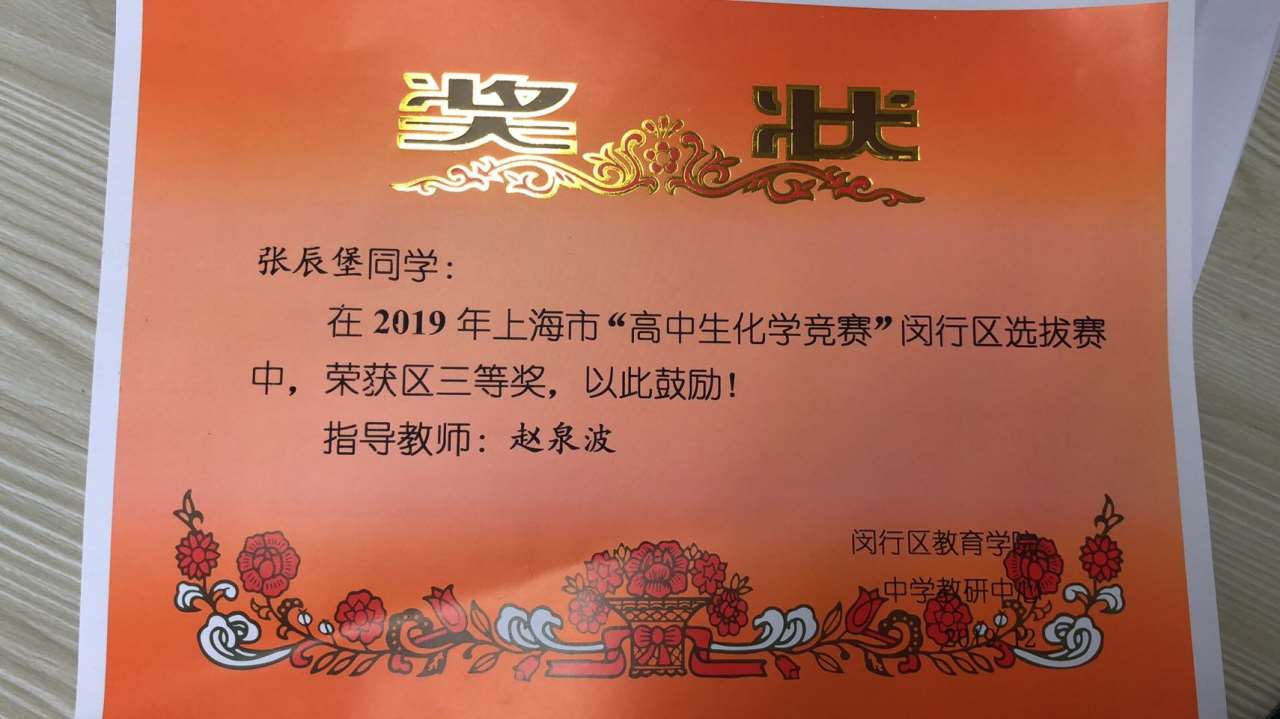 奖状
张辰堡同学：
在 2019 年上海市“高中生化学竞赛”闵行区选拔赛
中，荣获区三等奖，以此鼓励！
指导教师：赵泉波
闵行区教育学院
中学教研中心